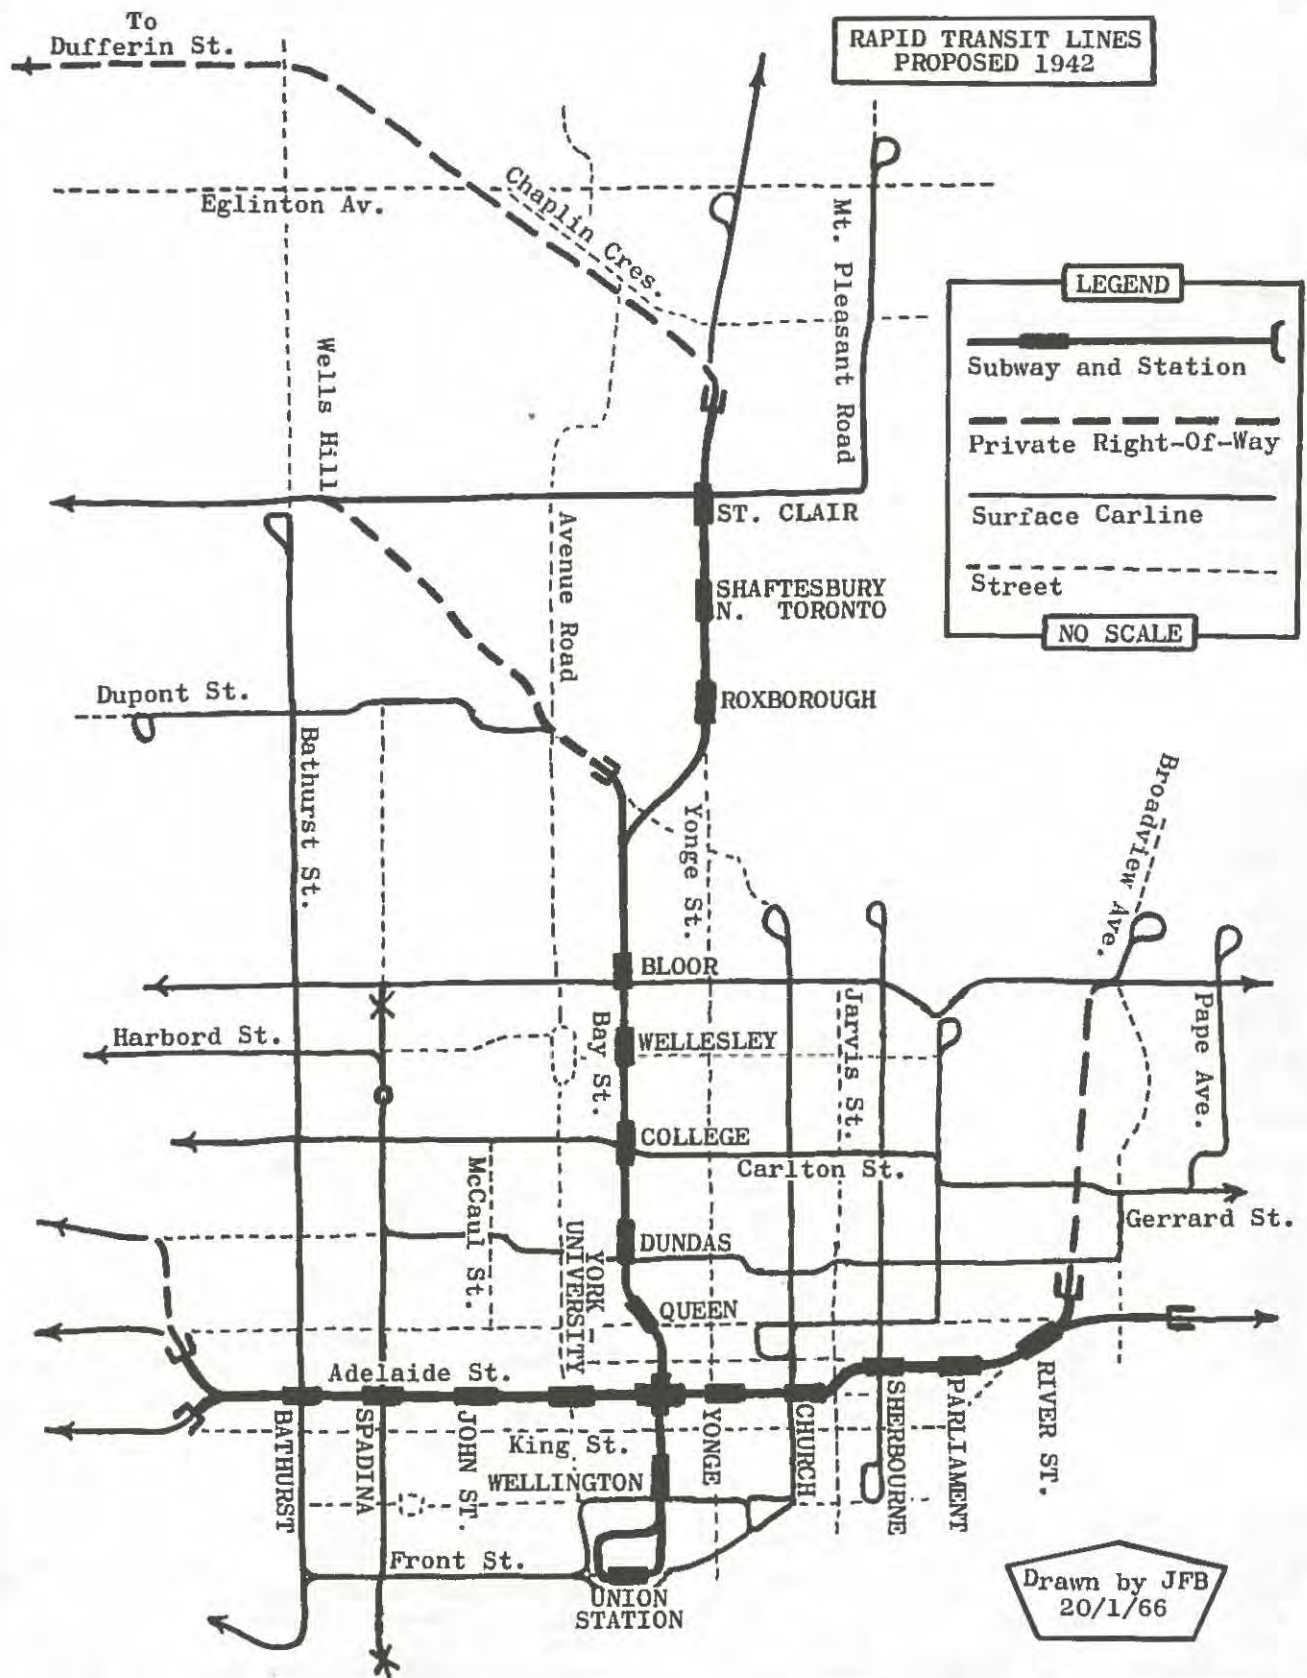 To
Dufferin St.
RAPID TRANSIT LINES
PROPOSED 1942
Eglinton Av.
Chaplin Cres.
Mt. Pleasant Road
LEGEND
Subway and Station
Private Right-Of-Way
Surface Carline
Street
NO SCALE
Wells Hill
Avenue Road
ST. CLAIR
SHAFTESBURY
N. TORONTO
ROXBOROUGH
Dupont St.
Bathurst St.
Yonge St.
Broadview Ave.
BLOOR
Harbord St.
Bay St.
WELLESLEY
Jarvis St.
Pape Ave.
COLLEGE
Carlton St.
McCaul St.
Gerrard St.
UNIVERSITY-
YORK
DUNDAS
QUEEN
Adelaide St.
BATHURST
SPADINA
JOHN ST.
King St.
YONGE
CHURCH
SHERBOURNE
PARLIAMENT
RIVER ST.
WELLINGTON
Front St.
UNION
STATION
Drawn by JFB
20/1/66